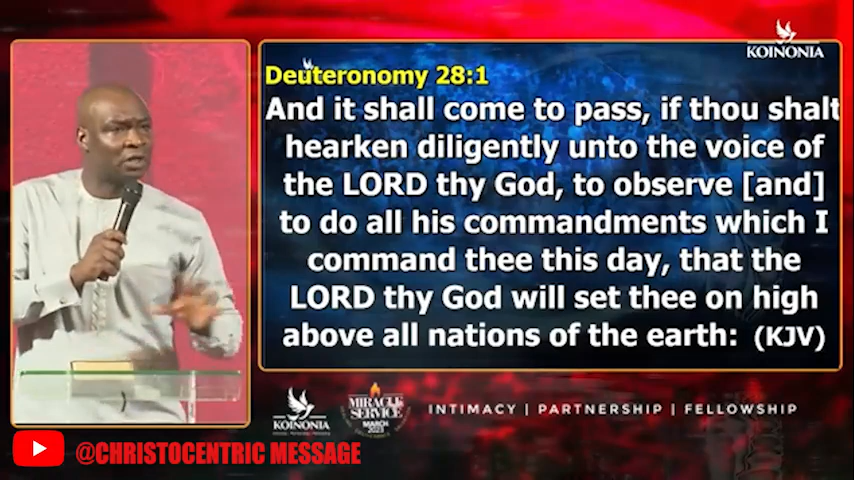 KOINONIA
Deuteronomy 28:1
And it shall come to pass, if thou shalt
hearken diligently unto the voice of
the LORD thy God, to observe [and]
to do all his commandments which I
command thee this day, that the
LORD thy God will set thee on high
above all nations of the earth: (KJV)
KOINONIA
MIRACLE
SERVICE
MARCH
2023
INTIMACY | PARTNERSHIP | FELLOWSHIP
@CHRISTOCENTRIC MESSAGE